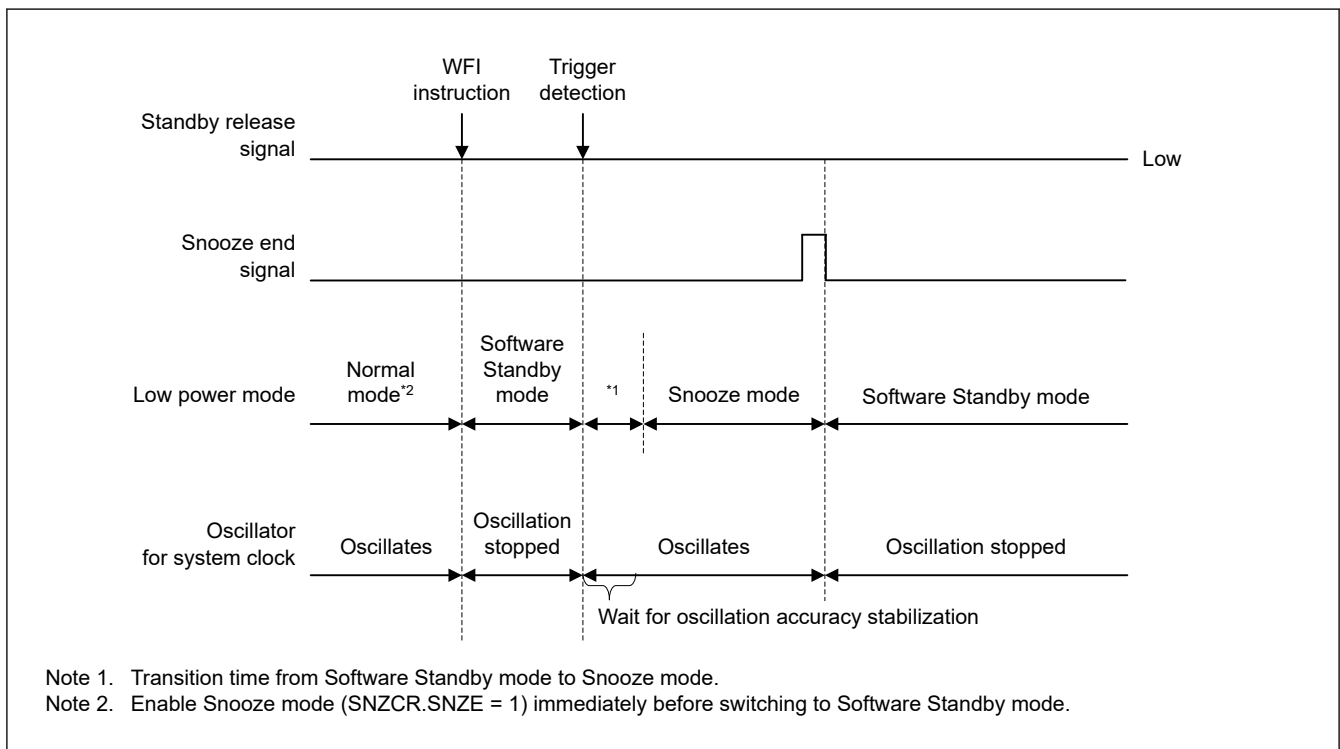 WFI
instruction
Trigger
detection
Standby release
signal
Low
Snooze end
signal
Low power mode
Normal
mode*2
Software
Standby
mode
*1
Snooze mode
Software Standby mode
Oscillator
for system clock
Oscillates
Oscillation
stopped
Oscillates
Oscillation stopped
Wait for oscillation accuracy stabilization
Note 1. Transition time from Software Standby mode to Snooze mode.
Note 2. Enable Snooze mode (SNZCR.SNZE = 1) immediately before switching to Software Standby mode.